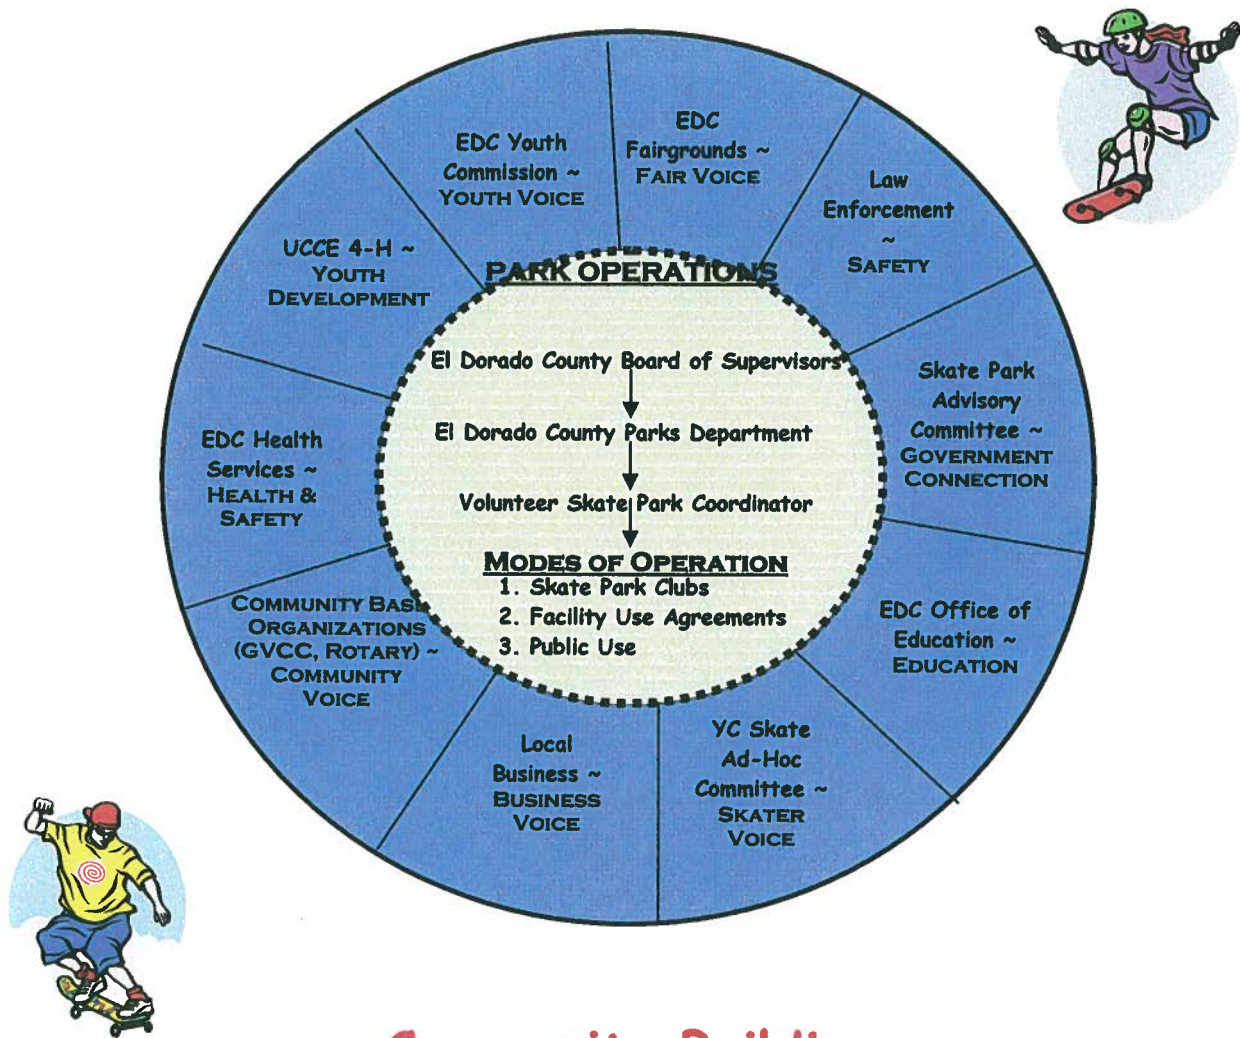 EDC
Fairgrounds ~
FAIR VOICE
Law
Enforcement
~
SAFETY
Skate Park
Advisory
Committee ~
GOVERNMENT
CONNECTION
EDC Office of
Education ~
EDUCATION
YC Skate
Ad-Hoc
Committee ~
SKATER
VOICE
Local
Business ~
BUSINESS
VOICE
COMMUNITY BAS
ORGANIZATIONS
(GVCC, ROTARY) ~
COMMUNITY
VOICE
EDC Health
Services ~
HEALTH &
SAFETY
UCCE 4-H ~
YOUTH
DEVELOPMENT
EDC Youth
Commission ~
YOUTH VOICE
PARK OPERATIONS
El Dorado County Board of Supervisors
El Dorado County Parks Department
Volunteer Skate Park Coordinator
MODES OF OPERATION
1. Skate Park Clubs
2. Facility Use Agreements
3. Public Use